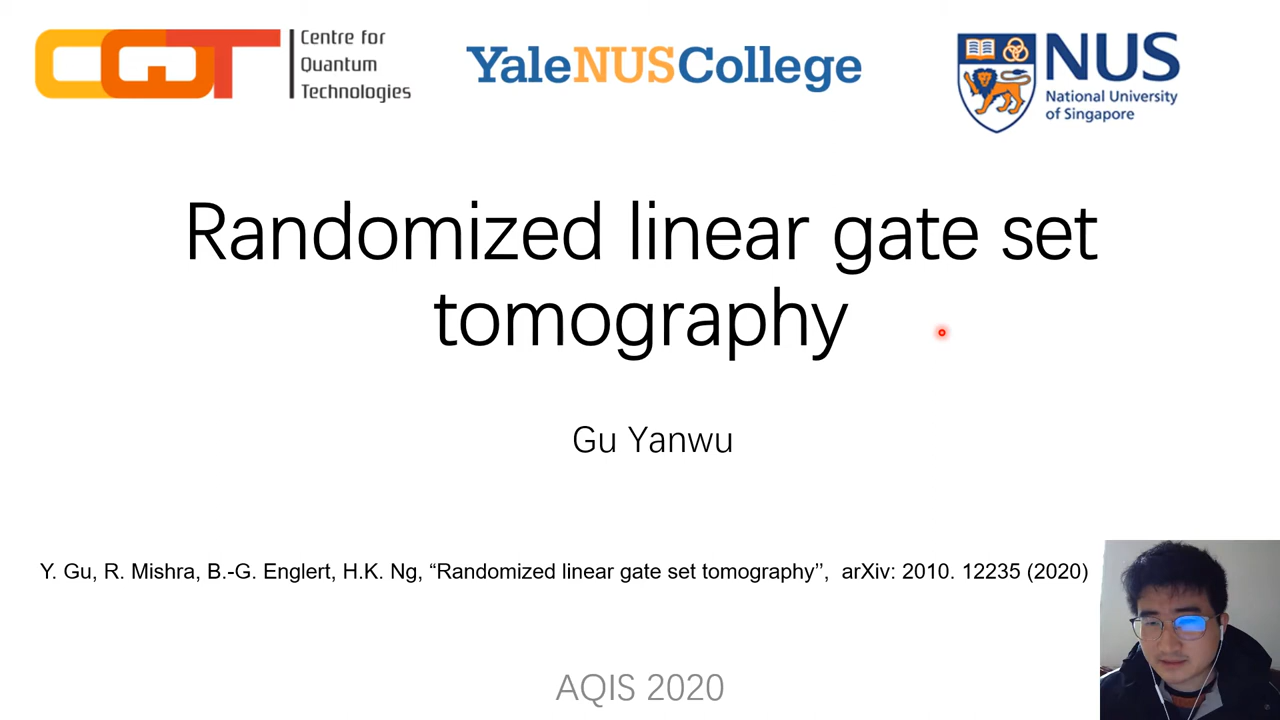 CQT
Centre for
Quantum
Technologies
YaleNUSCollege
NUS
National University
of Singapore
Randomized linear gate set
tomography
Gu Yanwu
Y. Gu, R. Mishra, B.-G. Englert, H.K. Ng, “Randomized linear gate set tomography’’, arXiv: 2010. 12235 (2020)
AQIS 2020